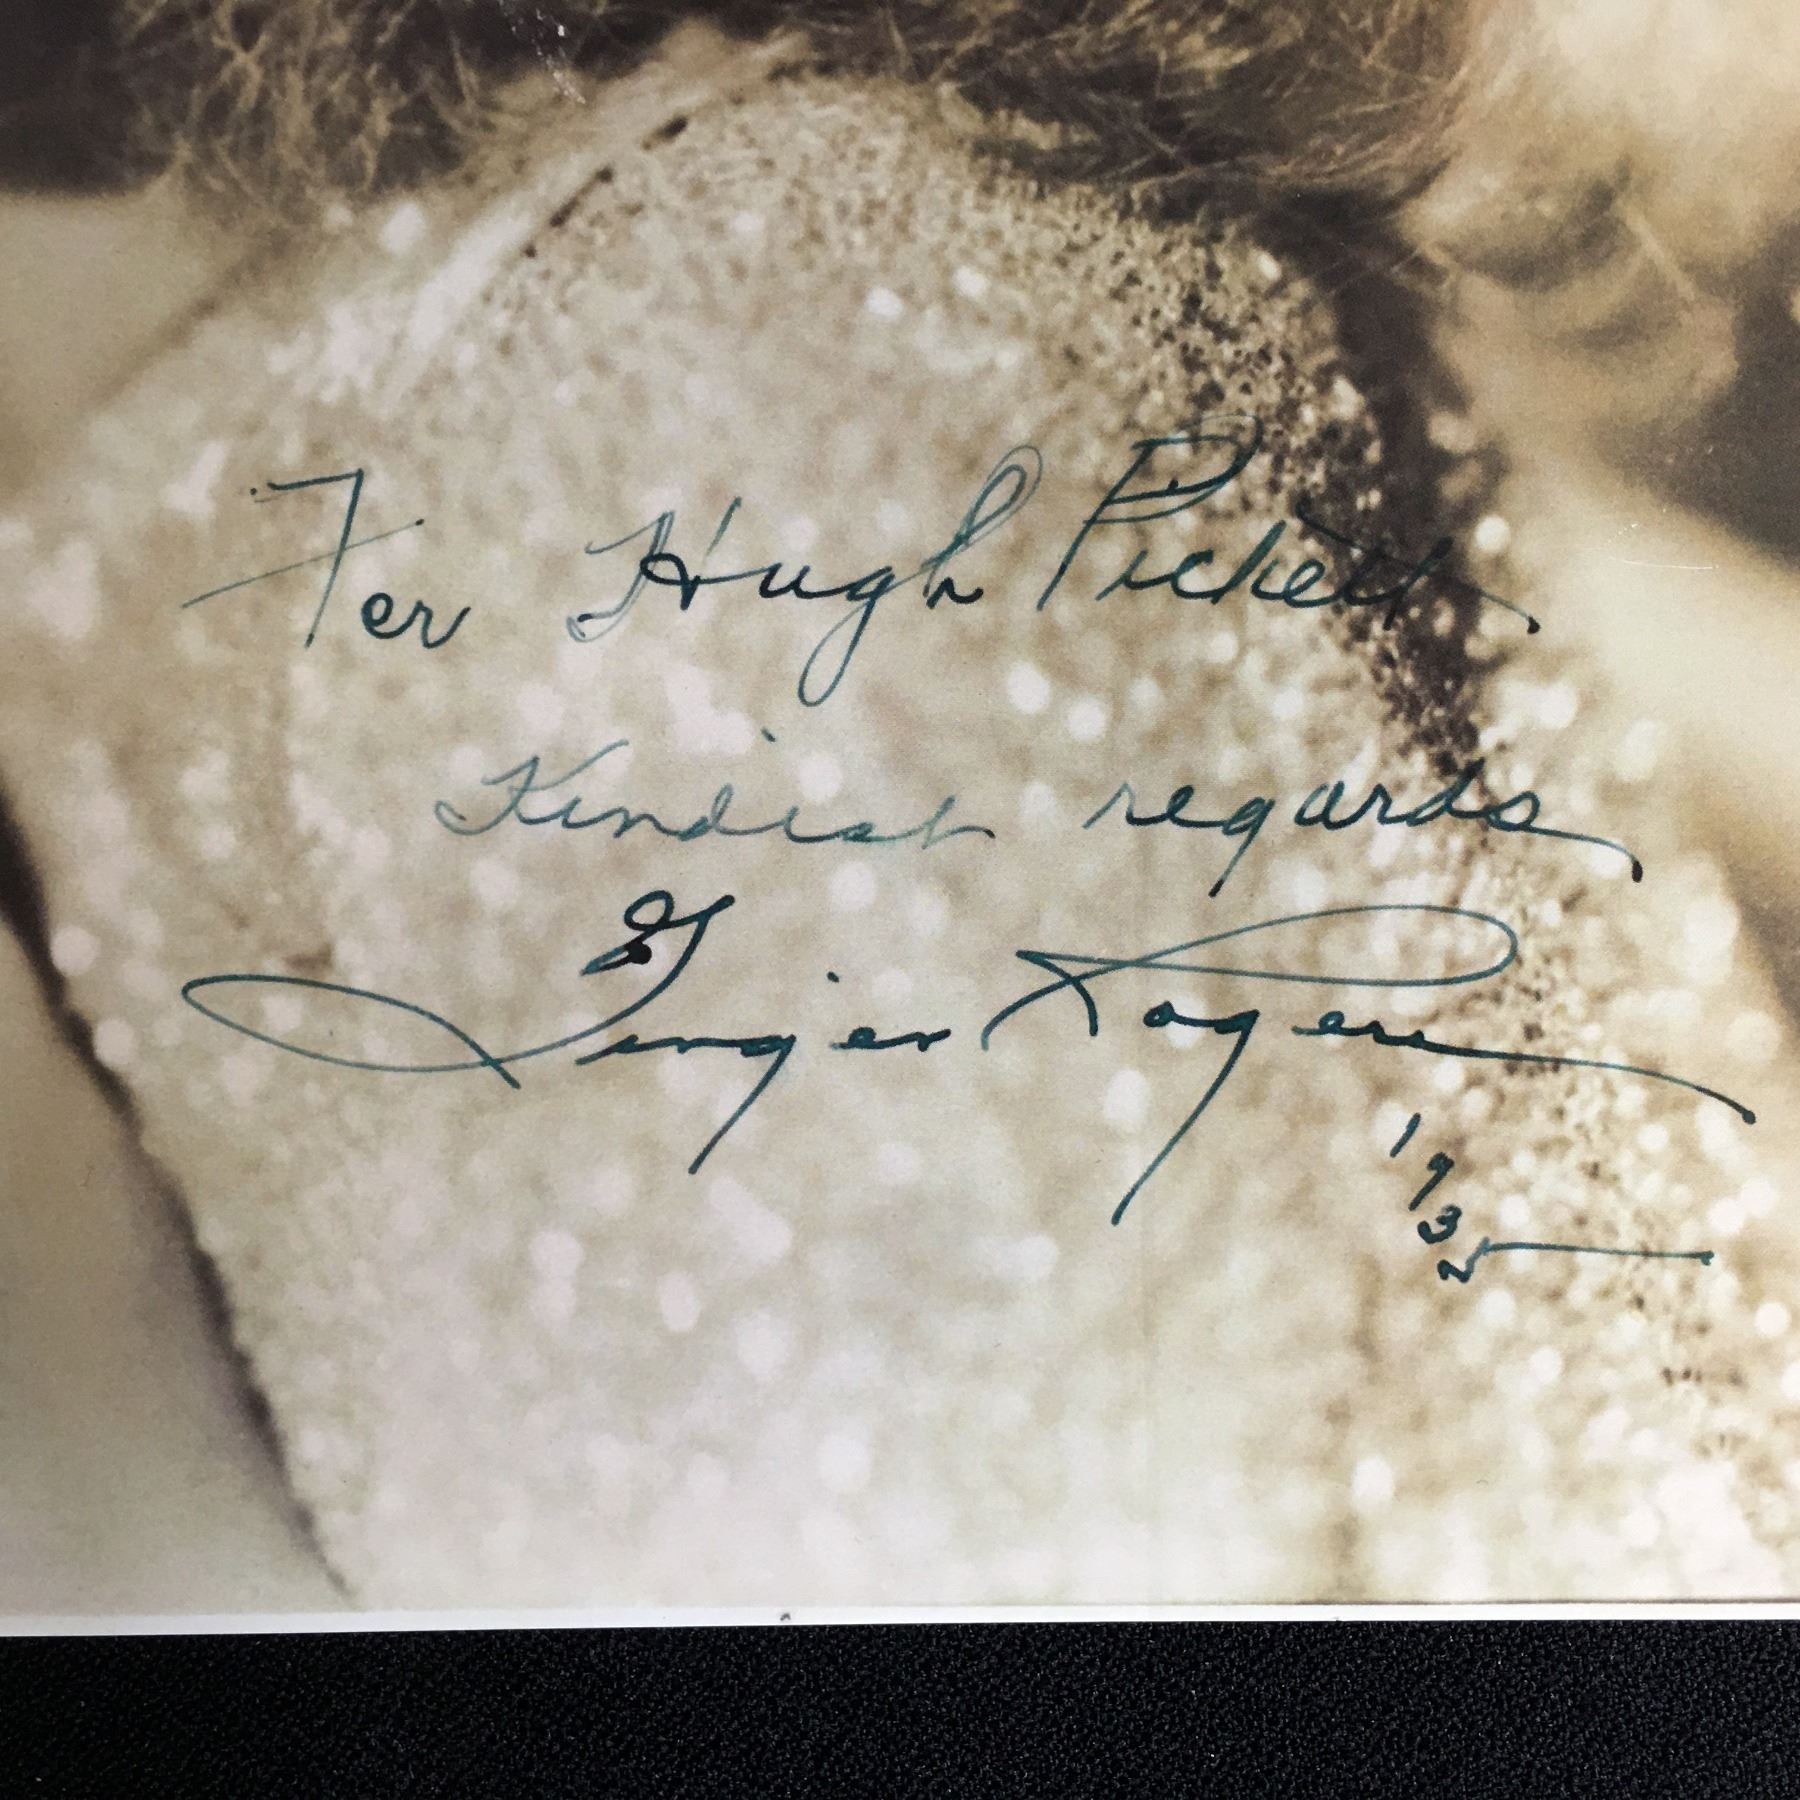 For Hugh Pickett
Kindest regards
Ginger Rogers
1935